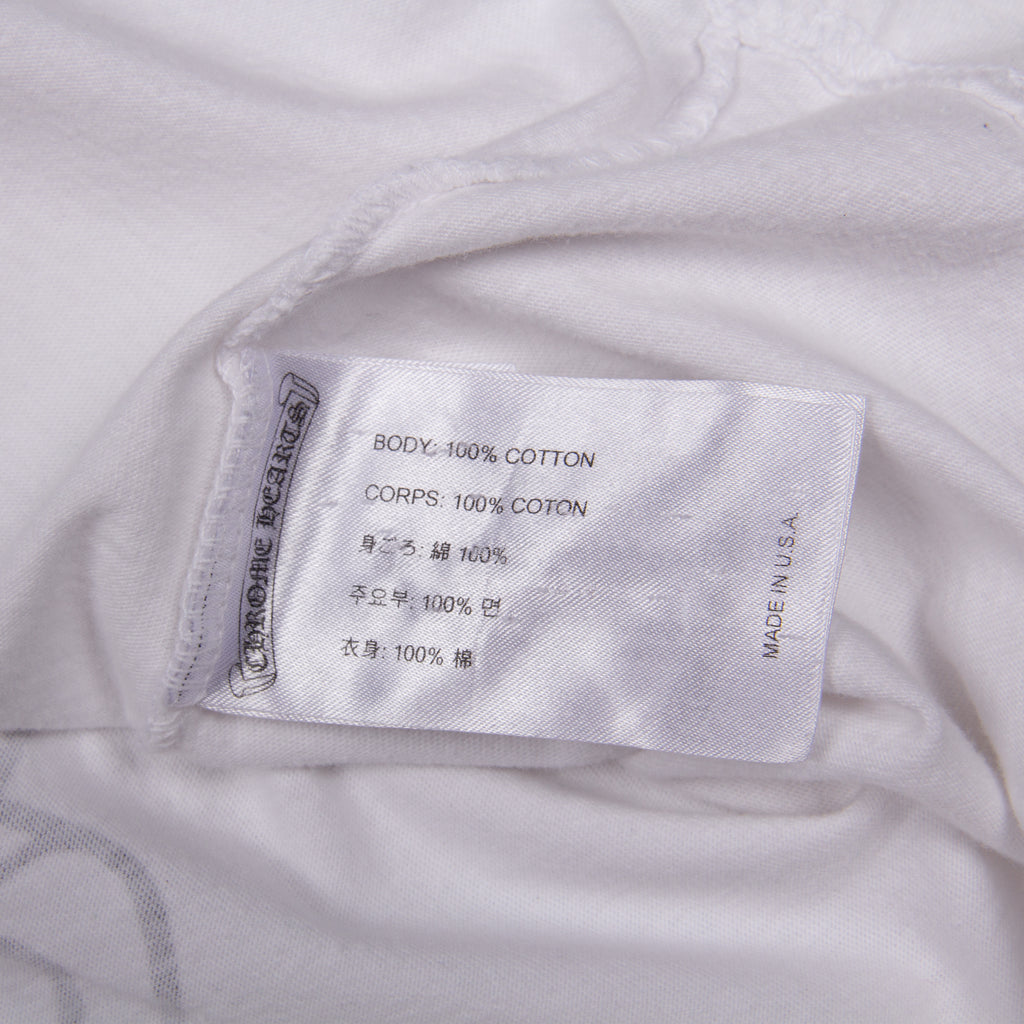 CHROME HEARTS
BODY: 100% COTTON
CORPS: 100% COTON
身ごろ: 綿 100%
주요부: 100% 면
衣身: 100% 棉
MADE IN U.S.A.